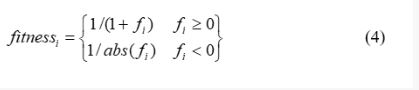 fitness_i = { 1/(1+ f_i)   f_i ≥ 0
1/abs(f_i)   f_i < 0 }   (4)